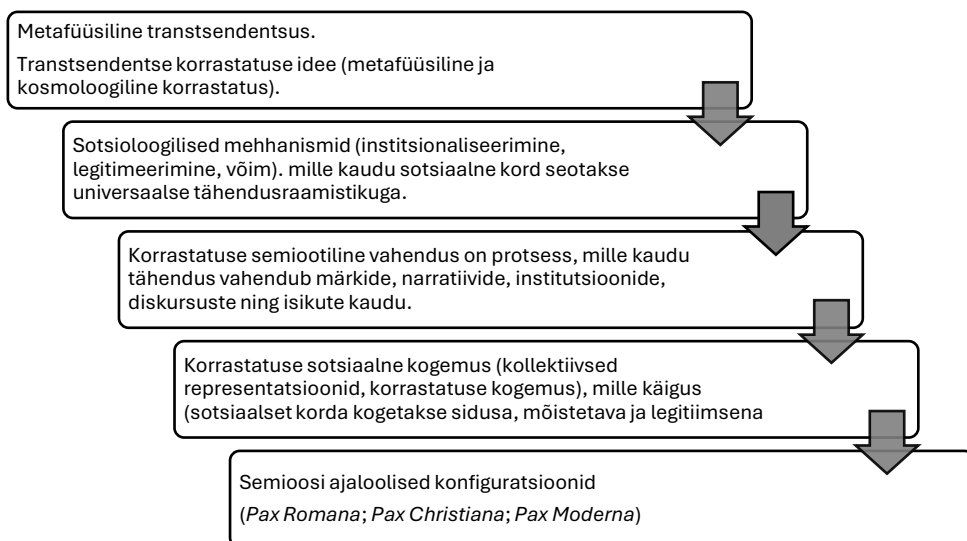 Metafüüsiline transtsendentsus.
Transtsendentse korrastatuse idee (metafüüsiline ja
kosmoloogiline korrastatus).
Sotsioloogilised mehhanismid (institsionaliseerimine,
legitimeerimine, võim). mille kaudu sotsiaalne kord seotakse
universaalse tähendusraamistikuga.
Korrastatuse semiootiline vahendus on protsess, mille kaudu
tähendus vahendub märkide, narratiivide, institutsioonide,
diskursuste ning isikute kaudu.
Korrastatuse sotsiaalne kogemus (kollektiivsed
representatsioonid, korrastatuse kogemus), mille käigus
(sotsiaalset korda kogetakse sidusa, mõistetava ja legitiimsena
Semioosi ajaloolised konfiguratsioonid
(Pax Romana; Pax Christiana; Pax Moderna)